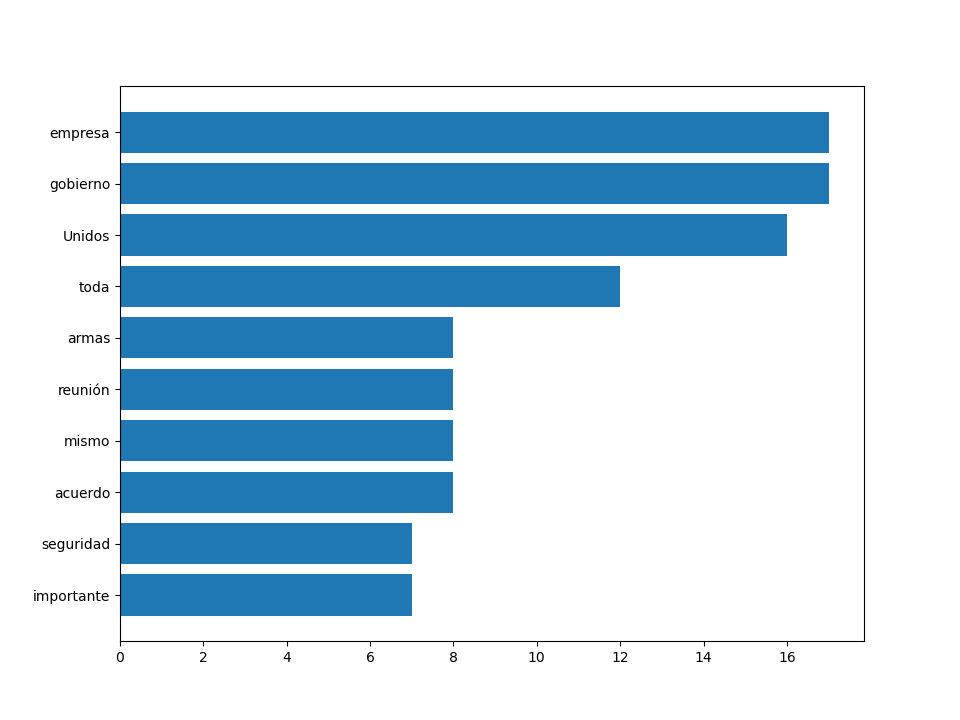 empresa
gobierno
Unidos
toda
armas
reunión
mismo
acuerdo
seguridad
importante
0 2 4 6 8 10 12 14 16